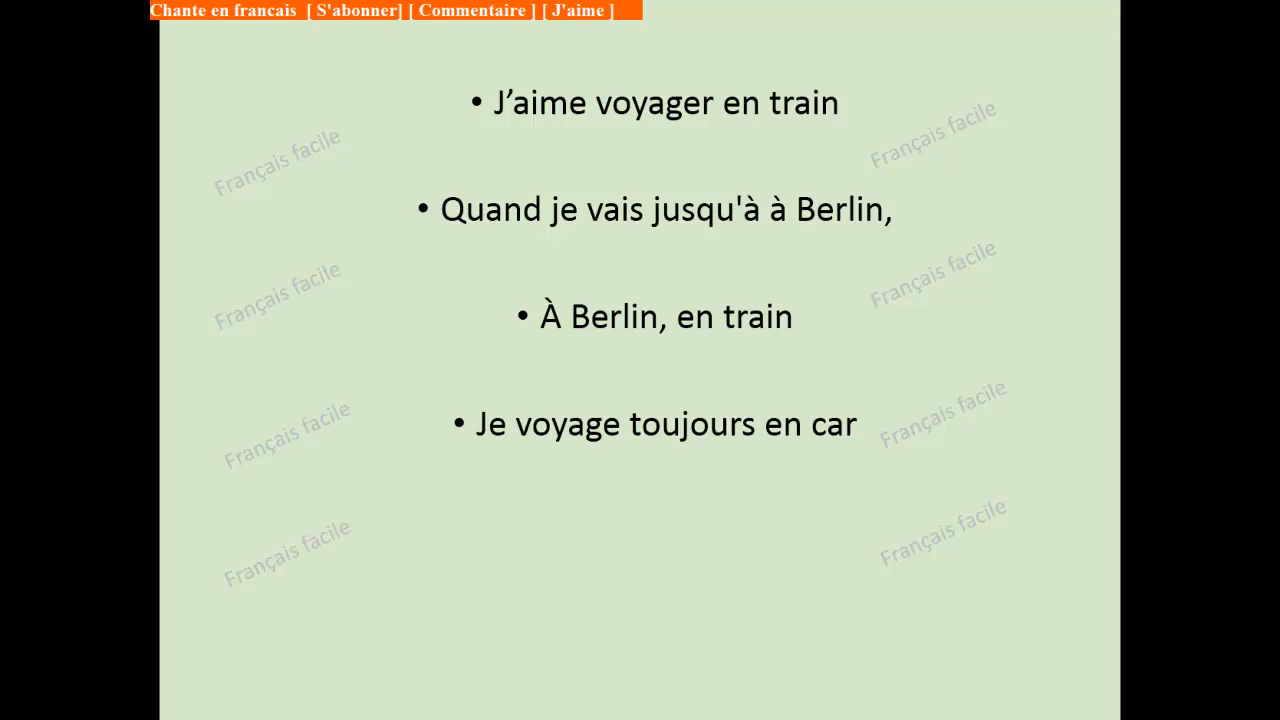 Chante en francais [ S'abonner] [ Commentaire ] [ J'aime ]
• J’aime voyager en train
Français facile
Français facile
• Quand je vais jusqu'à à Berlin,
Français facile
Français facile
• À Berlin, en train
• Je voyage toujours en car
Français facile
Français facile
Français facile
Français facile